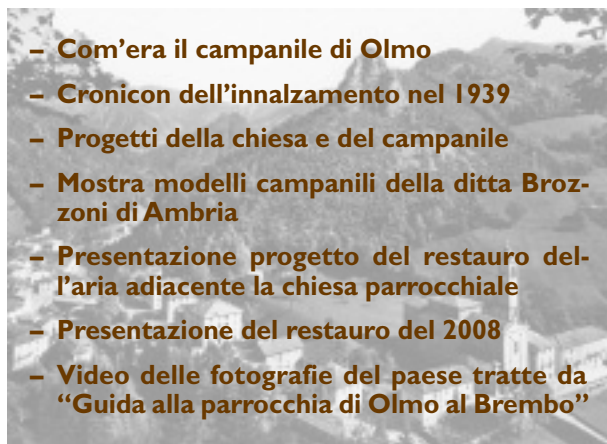 – Com’era il campanile di Olmo
– Cronicon dell’innalzamento nel 1939
– Progetti della chiesa e del campanile
– Mostra modelli campanili della ditta Broz-
zoni di Ambria
– Presentazione progetto del restauro del-
l’aria adiacente la chiesa parrocchiale
– Presentazione del restauro del 2008
– Video delle fotografie del paese tratte da
“Guida alla parrocchia di Olmo al Brembo”